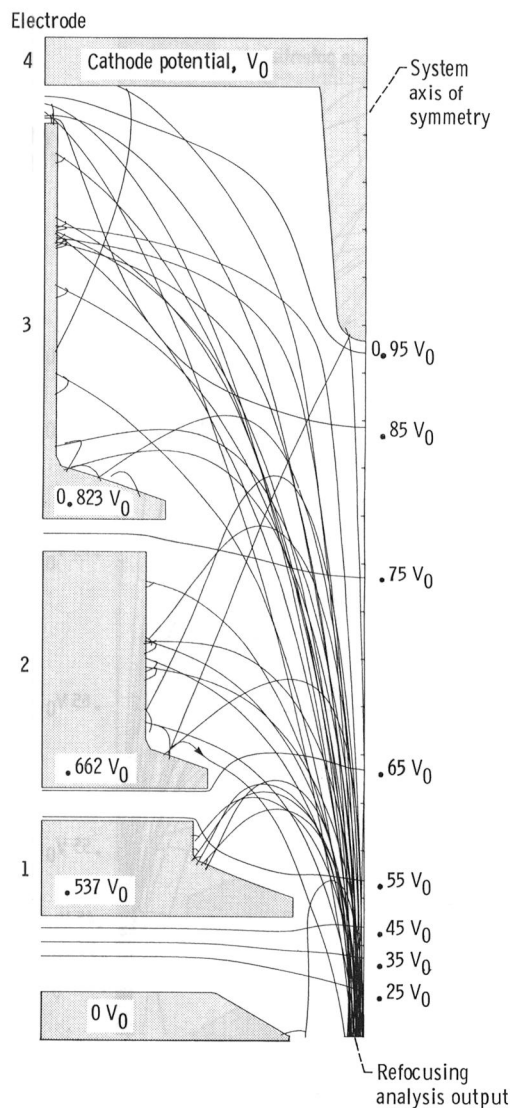 Electrode
4
Cathode potential, V0
System
axis of
symmetry
3
0.95 V0
.85 V0
0.823 V0
.75 V0
2
.662 V0
.65 V0
1
.537 V0
.55 V0
.45 V0
.35 V0
.25 V0
0 V0
Refocusing
analysis output